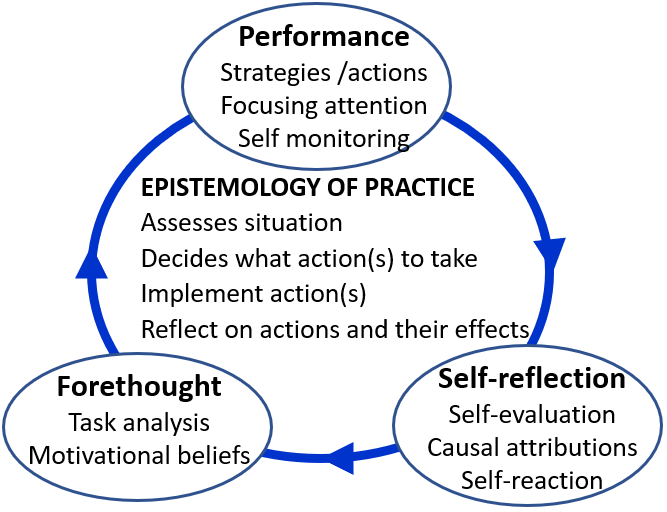 Performance
Strategies /actions
Focusing attention
Self monitoring
EPISTEMOLOGY OF PRACTICE
Assesses situation
Decides what action(s) to take
Implement action(s)
Reflect on actions and their effects
Forethought
Task analysis
Motivational beliefs
Self-reflection
Self-evaluation
Causal attributions
Self-reaction